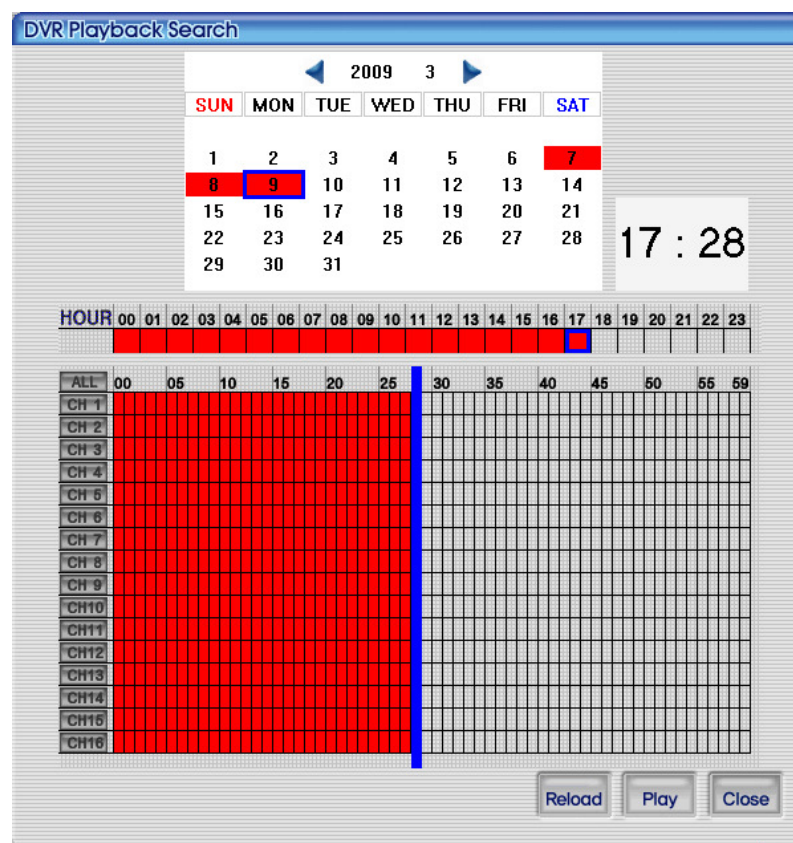 DVR Playback Search
2009 3
SUN MON TUE WED THU FRI SAT
1 2 3 4 5 6 7
8 9 10 11 12 13 14
15 16 17 18 19 20 21
22 23 24 25 26 27 28
29 30 31
17 : 28
HOUR 00 01 02 03 04 05 06 07 08 09 10 11 12 13 14 15 16 17 18 19 20 21 22 23
ALL 00 05 10 15 20 25 30 35 40 45 50 55 59
CH 1
CH 2
CH 3
CH 4
CH 5
CH 6
CH 7
CH 8
CH 9
CH10
CH11
CH12
CH13
CH14
CH15
CH16
Reload Play Close